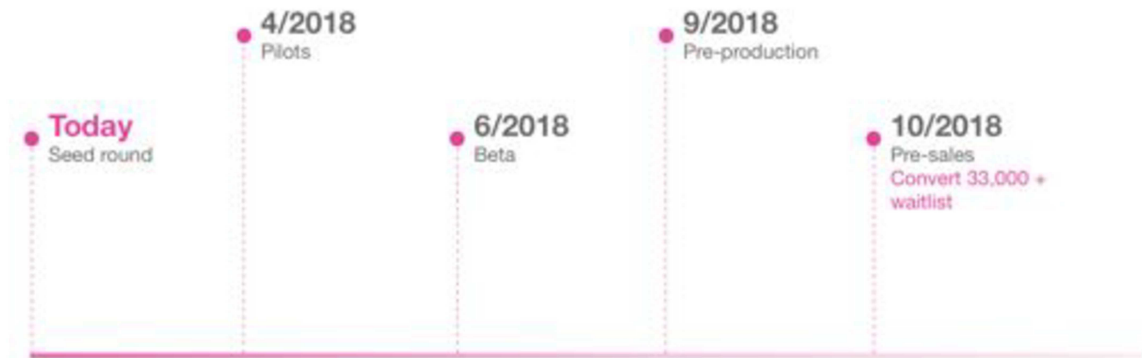 Today
Seed round
4/2018
Pilots
6/2018
Beta
9/2018
Pre-production
10/2018
Pre-sales
Convert 33,000 +
waitlist